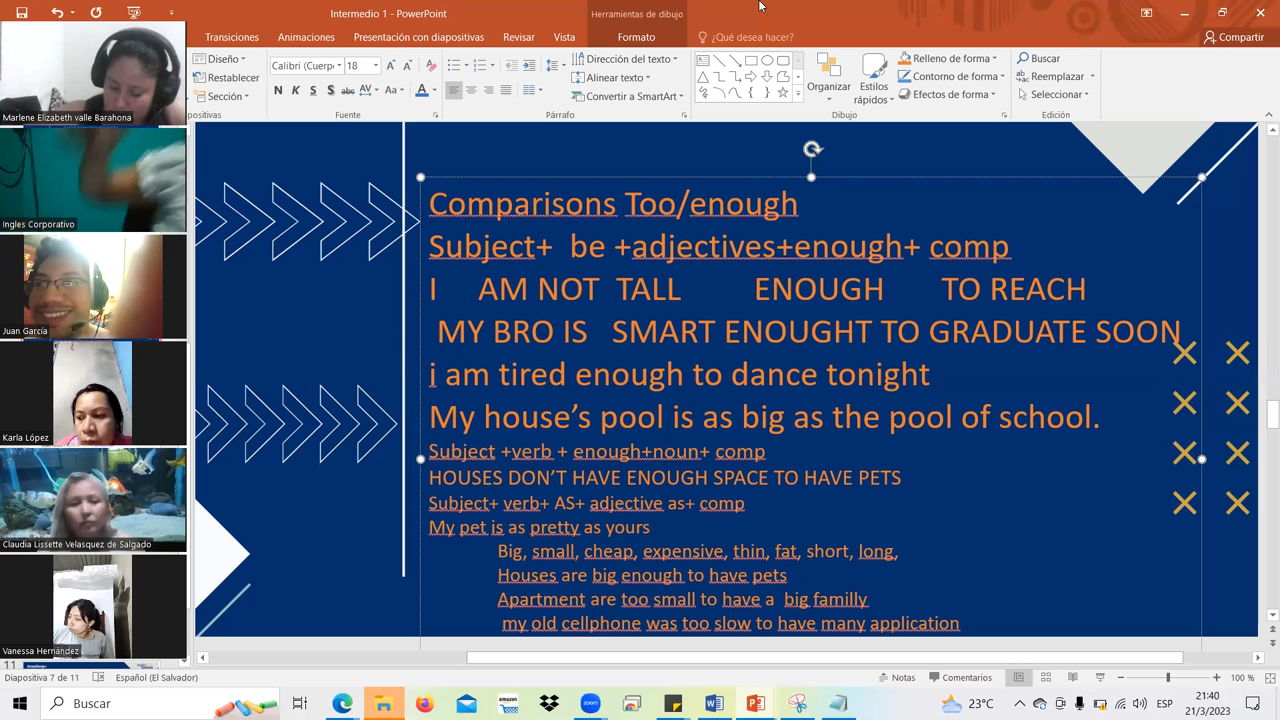 Intermedio 1 - PowerPoint
Herramientas de dibujo
Transiciones Animaciones Presentación con diapositivas Revisar Vista Formato ¿Qué desea hacer? Compartir
Diseño
Restablecer
Sección
Calibri (Cuerp 18
N K S S abc AV Aa A
Dirección del texto
Alinear texto
Convertir a SmartArt
Organizar
Estilos rápidos
Relleno de forma
Contorno de forma
Efectos de forma
Buscar
Reemplazar
Seleccionar
positivas Fuente Párrafo Dibujo Edición
Marlene Elizabeth valle Barahona
Ingles Corporativo
Juan García
Karla López
Claudia Lissette Velasquez de Salgado
Vanessa Hernández
Comparisons Too/enough
Subject+ be +adjectives+enough+ comp
I AM NOT TALL ENOUGH TO REACH
MY BRO IS SMART ENOUGHT TO GRADUATE SOON
i am tired enough to dance tonight
My house’s pool is as big as the pool of school.
Subject +verb + enough+noun+ comp
HOUSES DON’T HAVE ENOUGH SPACE TO HAVE PETS
Subject+ verb+ AS+ adjective as+ comp
My pet is as pretty as yours
Big, small, cheap, expensive, thin, fat, short, long,
Houses are big enough to have pets
Apartment are too small to have a big familly
my old cellphone was too slow to have many application
11
Diapositiva 7 de 11 Español (El Salvador) Notas Comentarios 100 %
Buscar 23°C ESP 21:40
21/3/2023